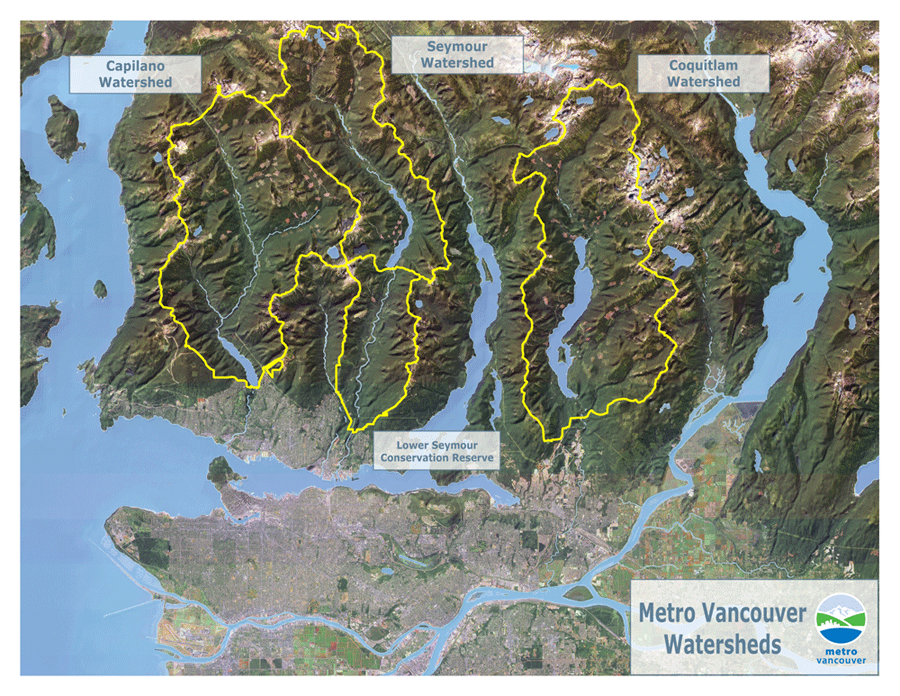 Capilano
Watershed
Seymour
Watershed
Coquitlam
Watershed
Lower Seymour
Conservation Reserve
Metro Vancouver
Watersheds
metro
vancouver